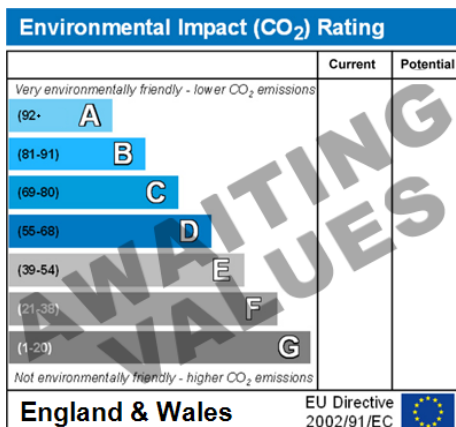 Environmental Impact (CO₂) Rating
Current Potential
Very environmentally friendly - lower CO₂ emissions
(92+ A
(81-91) B
(69-80) C
(55-68) D
(39-54) E
(21-38) F
(1-20) G
AWAITING
VALUES
Not environmentally friendly - higher CO₂ emissions
England & Wales
EU Directive
2002/91/EC